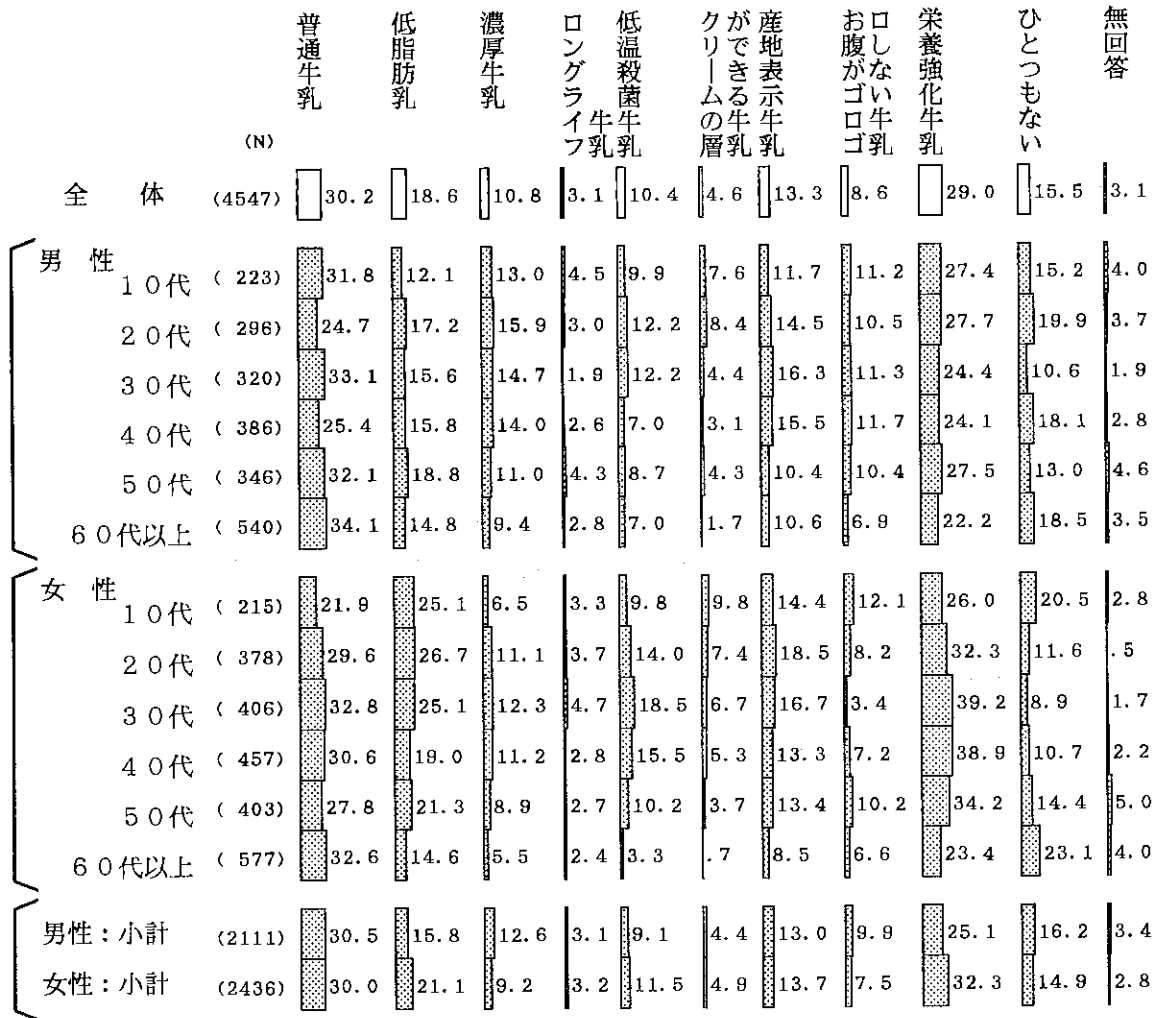 普通牛乳
低脂肪乳
濃厚牛乳
ロングライフ
牛乳
低温殺菌牛乳
クリームの層
ができる牛乳
産地表示牛乳
お腹がゴロゴ
ロしない牛乳
栄養強化牛乳
ひとつもない
無回答
(N)
全 体 (4547) 30.2 18.6 10.8 3.1 10.4 4.6 13.3 8.6 29.0 15.5 3.1
男 性
10代 ( 223) 31.8 12.1 13.0 4.5 9.9 7.6 11.7 11.2 27.4 15.2 4.0
20代 ( 296) 24.7 17.2 15.9 3.0 12.2 8.4 14.5 10.5 27.7 19.9 3.7
30代 ( 320) 33.1 15.6 14.7 1.9 12.2 4.4 16.3 11.3 24.4 10.6 1.9
40代 ( 386) 25.4 15.8 14.0 2.6 7.0 3.1 15.5 11.7 24.1 18.1 2.8
50代 ( 346) 32.1 18.8 11.0 4.3 8.7 4.3 10.4 10.4 27.5 13.0 4.6
60代以上 ( 540) 34.1 14.8 9.4 2.8 7.0 1.7 10.6 6.9 22.2 18.5 3.5
女 性
10代 ( 215) 21.9 25.1 6.5 3.3 9.8 9.8 14.4 12.1 26.0 20.5 2.8
20代 ( 378) 29.6 26.7 11.1 3.7 14.0 7.4 18.5 8.2 32.3 11.6 .5
30代 ( 406) 32.8 25.1 12.3 4.7 18.5 6.7 16.7 3.4 39.2 8.9 1.7
40代 ( 457) 30.6 19.0 11.2 2.8 15.5 5.3 13.3 7.2 38.9 10.7 2.2
50代 ( 403) 27.8 21.3 8.9 2.7 10.2 3.7 13.4 10.2 34.2 14.4 5.0
60代以上 ( 577) 32.6 14.6 5.5 2.4 3.3 .7 8.5 6.6 23.4 23.1 4.0
男性：小計 (2111) 30.5 15.8 12.6 3.1 9.1 4.4 13.0 9.9 25.1 16.2 3.4
女性：小計 (2436) 30.0 21.1 9.2 3.2 11.5 4.9 13.7 7.5 32.3 14.9 2.8